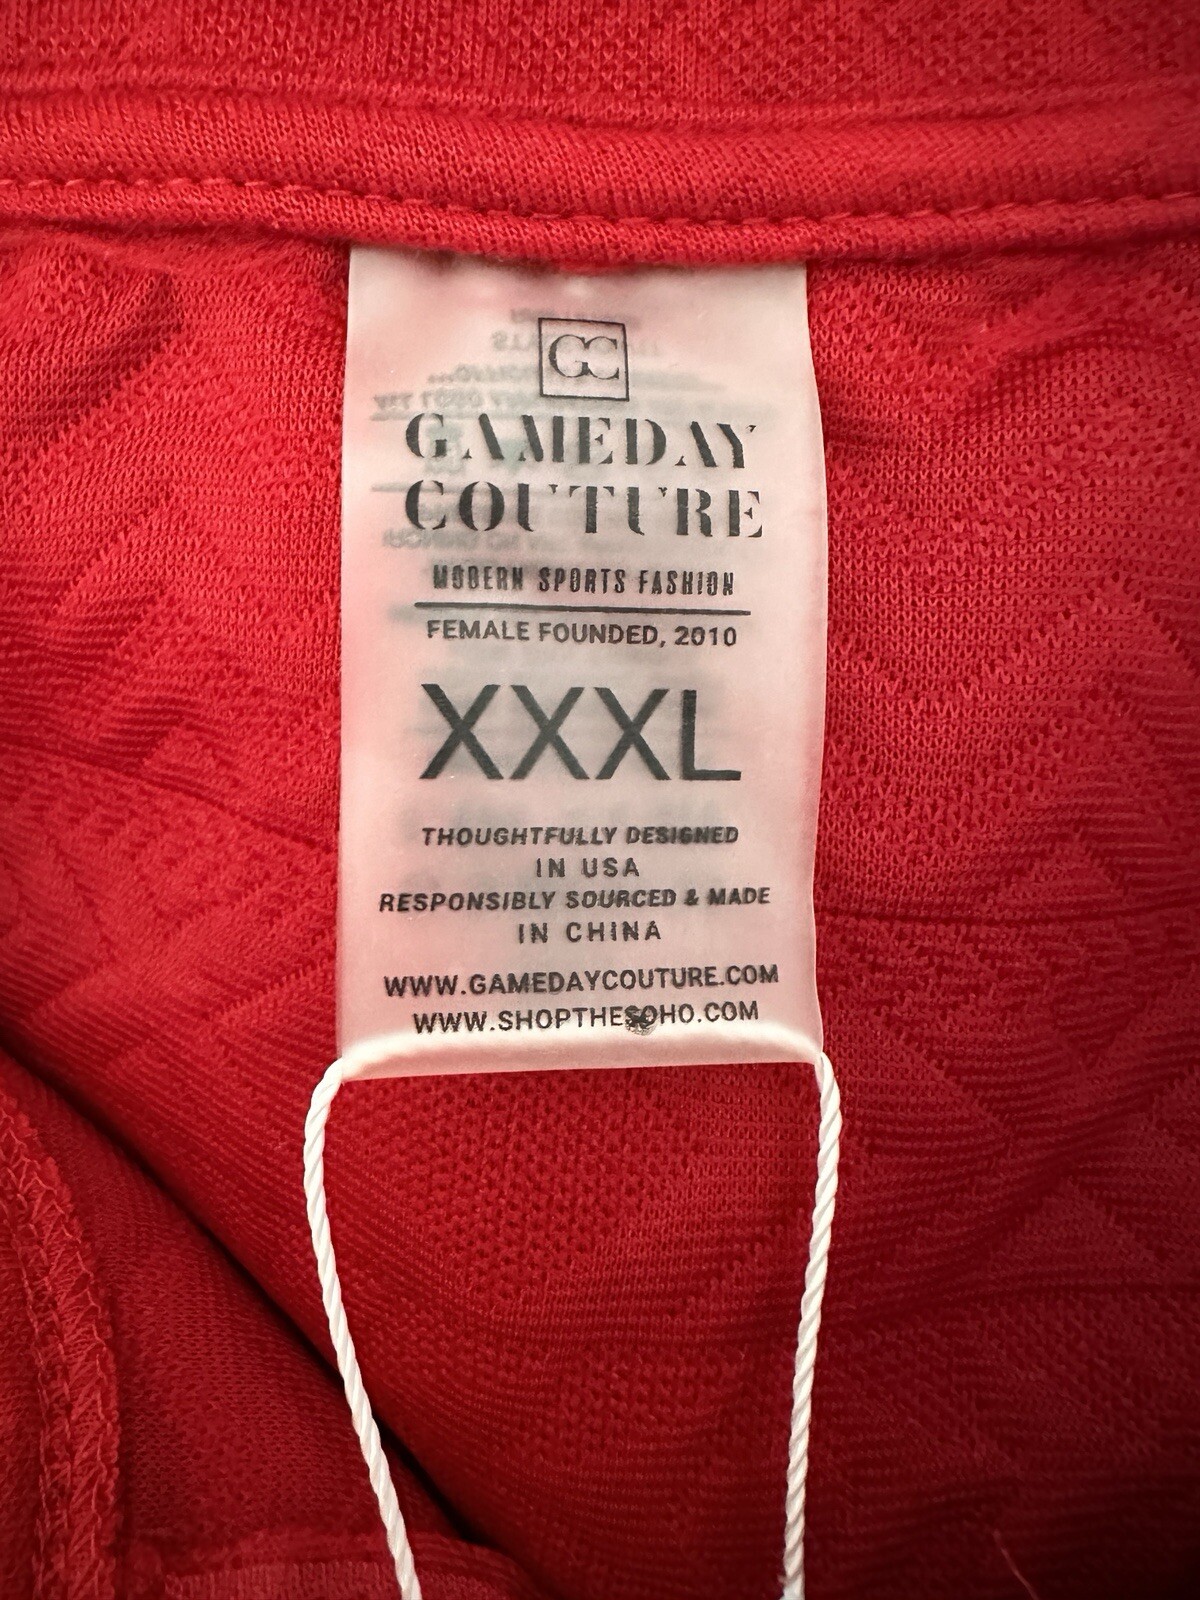 GC
GAMEDAY
COUTURE
MODERN SPORTS FASHION
FEMALE FOUNDED, 2010
XXXL
THOUGHTFULLY DESIGNED
IN USA
RESPONSIBLY SOURCED & MADE
IN CHINA
WWW.GAMEDAYCOUTURE.COM
WWW.SHOPTHESOHO.COM